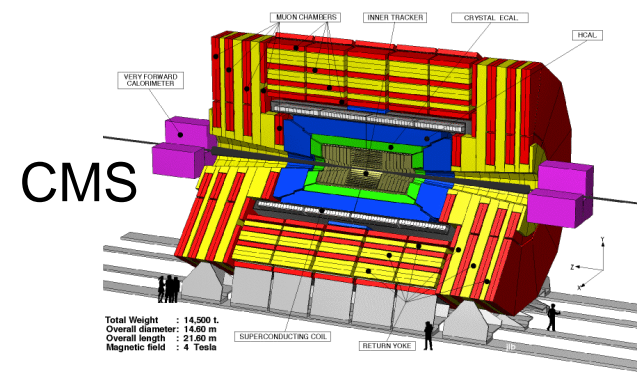 MUON CHAMBERS
INNER TRACKER
CRYSTAL ECAL
HCAL
VERY FORWARD
CALORIMETER
CMS
Y
Z
X
Total Weight : 14,500 t.
Overall diameter: 14.60 m
Overall length : 21.60 m
Magnetic field : 4 Tesla
SUPERCONDUCTING COIL
RETURN YOKE
jlb